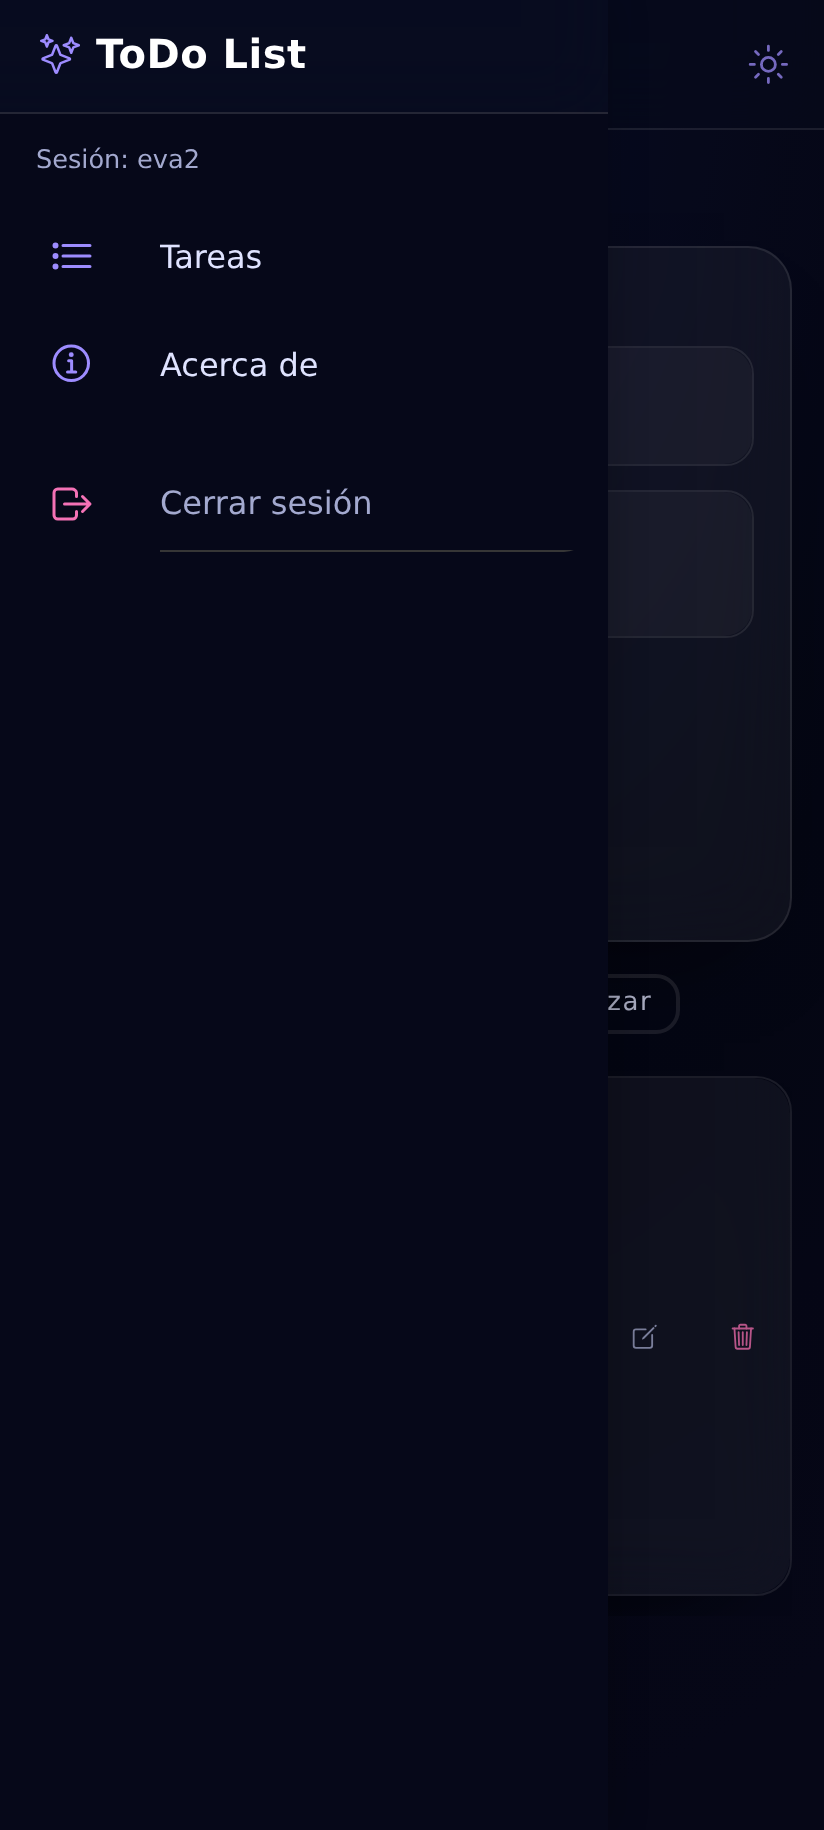 ToDo List
Sesión: eva2
Tareas
Acerca de
Cerrar sesión
zar